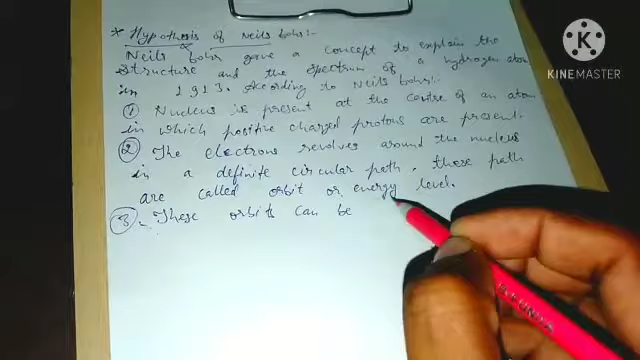 * Hypothesis of Neils bohr:-
Neils bohr gave a concept to explain the
structure and the spectrum of a hydrogen atom
in 1913. According to Neils bohr:
① Nucleus is present at the centre of an atom
in which positive charged protons are present.
② The electrons revolves around the nucleus
in a definite circular path. These path
are called orbit or energy level.
③ These orbits can be
KINEMASTER